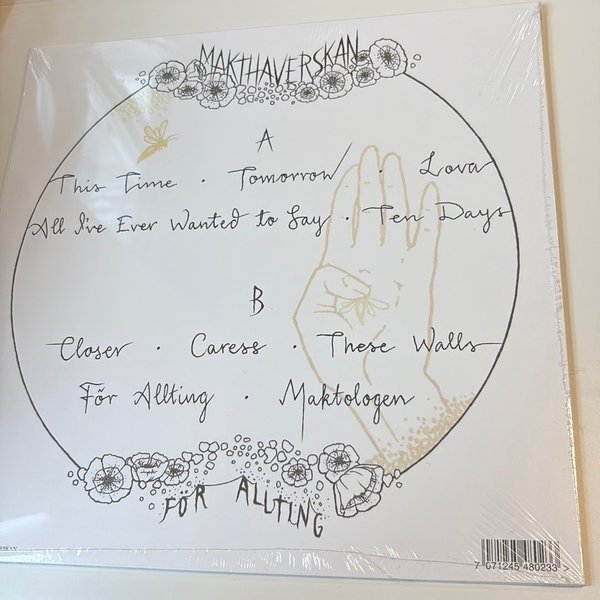 MAKTHAVERSKAN
A
This Time · Tomorrow · Lova
All I've Ever Wanted to Say · Ten Days
B
Closer · Caress · These Walls
För Allting · Maktologen
FÖR ALLTING
7 071245 480233 >